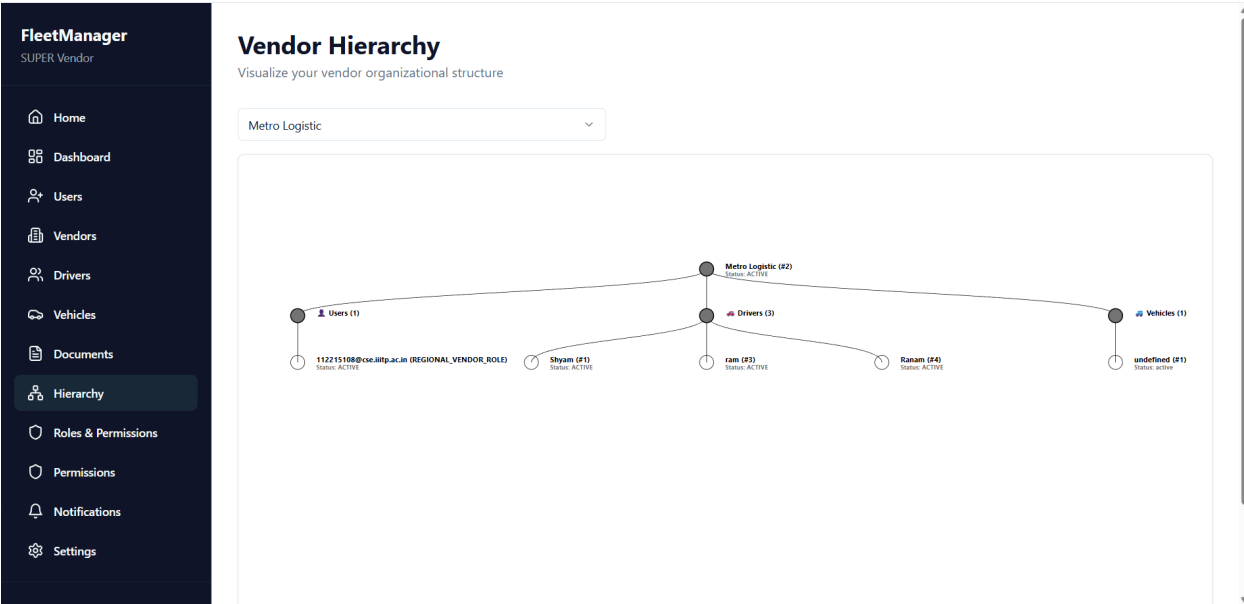 FleetManager
SUPER Vendor
Home
Dashboard
Users
Vendors
Drivers
Vehicles
Documents
Hierarchy
Roles & Permissions
Permissions
Notifications
Settings
Vendor Hierarchy
Visualize your vendor organizational structure
Metro Logistic
Metro Logistic (#2)
Status: ACTIVE
Users (1)
Drivers (3)
Vehicles (1)
112215108@cse.iiitp.ac.in (REGIONAL_VENDOR_ROLE)
Status: ACTIVE
Shyam (#1)
Status: ACTIVE
ram (#3)
Status: ACTIVE
Ranam (#4)
Status: ACTIVE
undefined (#1)
Status: active